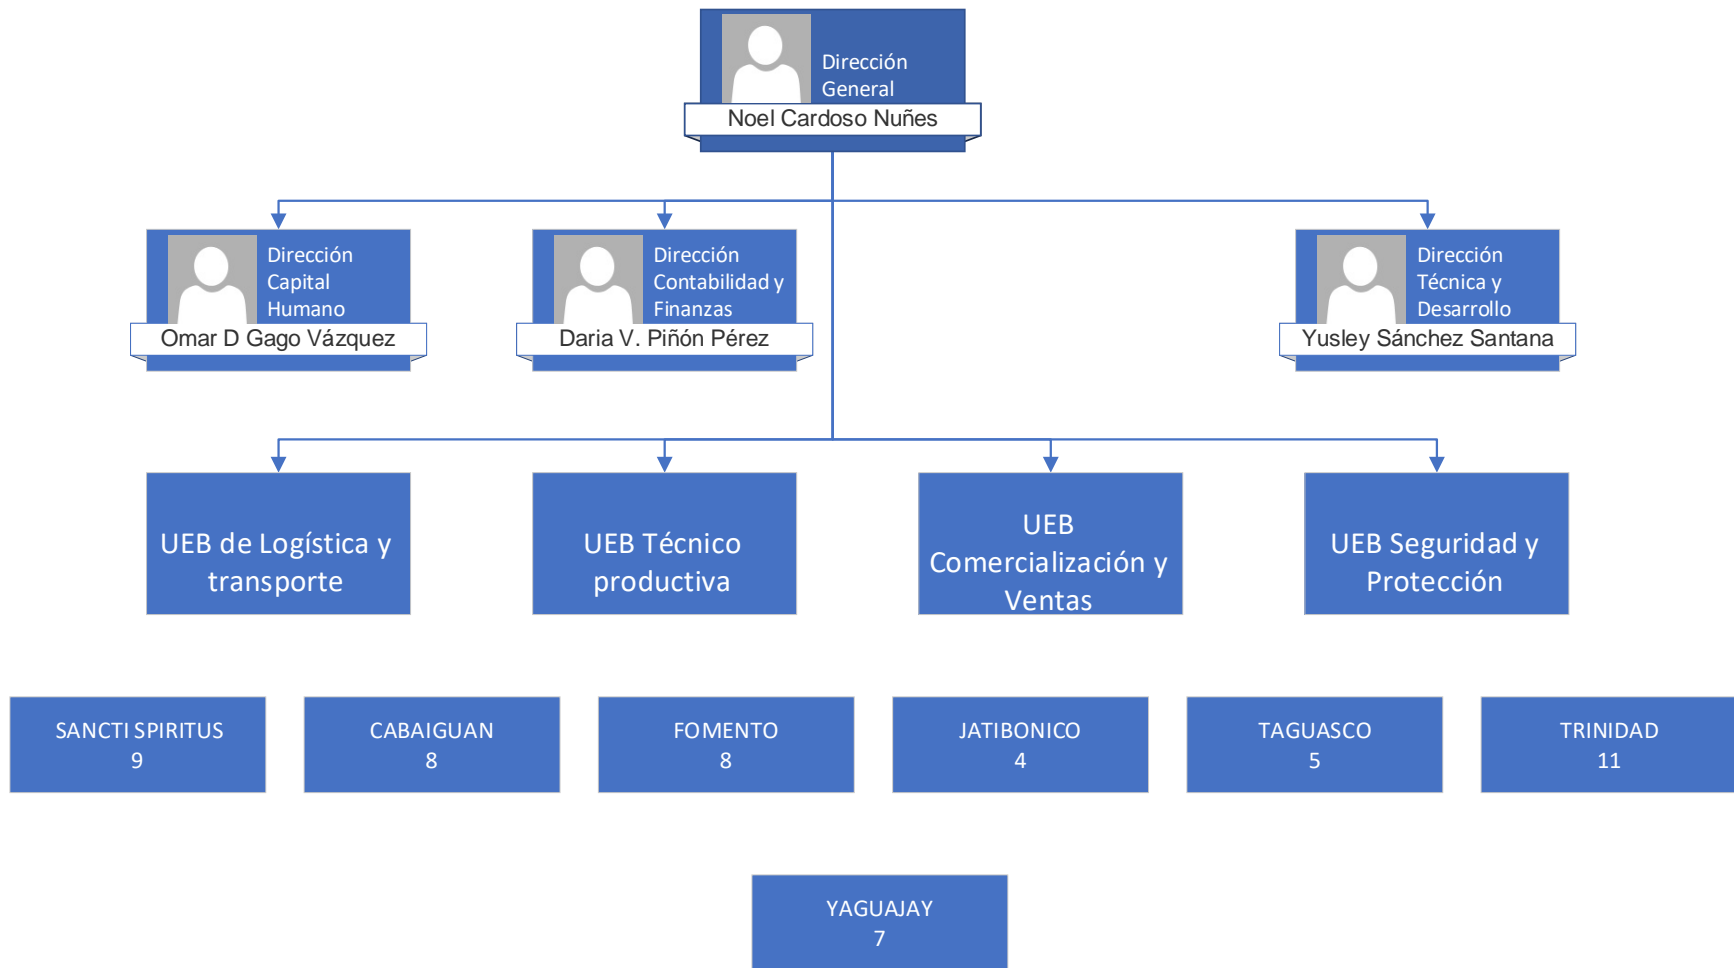 Dirección
General
Noel Cardoso Nuñes
Dirección
Capital
Humano
Omar D Gago Vázquez
Dirección
Contabilidad y
Finanzas
Daria V. Piñón Pérez
Dirección
Técnica y
Desarrollo
Yusley Sánchez Santana
UEB de Logística y
transporte
UEB Técnico
productiva
UEB
Comercialización y
Ventas
UEB Seguridad y
Protección
SANCTI SPIRITUS
9
CABAIGUAN
8
FOMENTO
8
JATIBONICO
4
TAGUASCO
5
TRINIDAD
11
YAGUAJAY
7